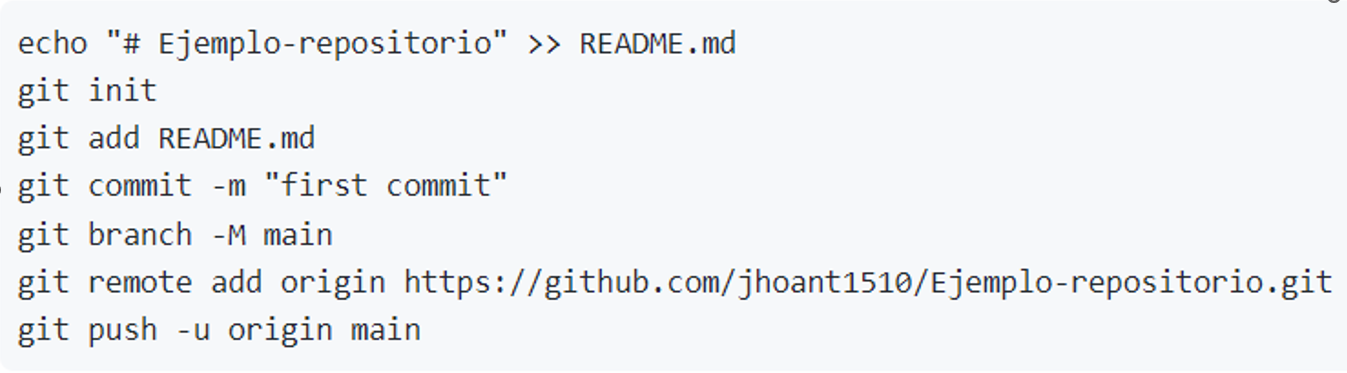 echo "# Ejemplo-repositorio" >> README.md
git init
git add README.md
git commit -m "first commit"
git branch -M main
git remote add origin https://github.com/jhoant1510/Ejemplo-repositorio.git
git push -u origin main